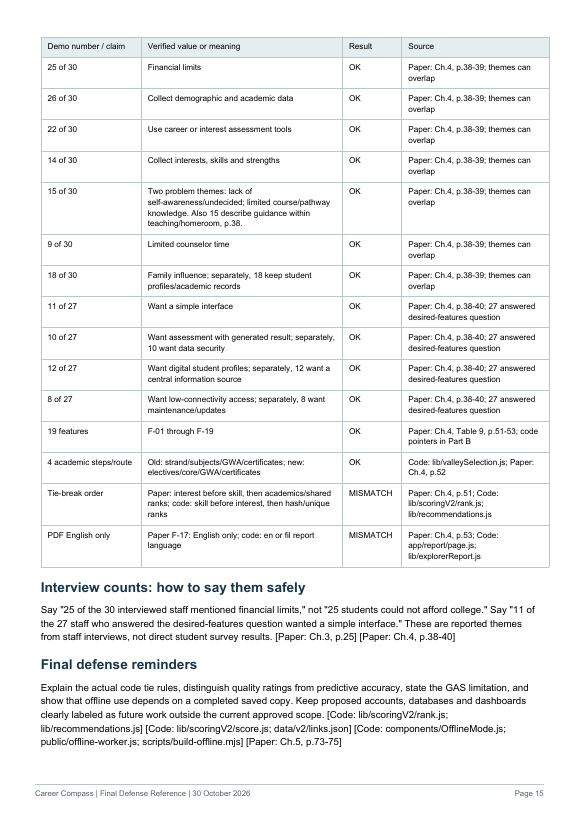 Demo number / claim Verified value or meaning Result Source
25 of 30 Financial limits OK Paper: Ch.4, p.38-39; themes can
overlap
26 of 30 Collect demographic and academic data OK Paper: Ch.4, p.38-39; themes can
overlap
22 of 30 Use career or interest assessment tools OK Paper: Ch.4, p.38-39; themes can
overlap
14 of 30 Collect interests, skills and strengths OK Paper: Ch.4, p.38-39; themes can
overlap
15 of 30 Two problem themes: lack of OK Paper: Ch.4, p.38-39; themes can
self-awareness/undecided; limited course/pathway overlap
knowledge. Also 15 describe guidance within
teaching/homeroom, p.38.
9 of 30 Limited counselor time OK Paper: Ch.4, p.38-39; themes can
overlap
18 of 30 Family influence; separately, 18 keep student OK Paper: Ch.4, p.38-39; themes can
profiles/academic records overlap
11 of 27 Want a simple interface OK Paper: Ch.4, p.38-40; 27 answered
desired-features question
10 of 27 Want assessment with generated result; separately, OK Paper: Ch.4, p.38-40; 27 answered
10 want data security desired-features question
12 of 27 Want digital student profiles; separately, 12 want a OK Paper: Ch.4, p.38-40; 27 answered
central information source desired-features question
8 of 27 Want low-connectivity access; separately, 8 want OK Paper: Ch.4, p.38-40; 27 answered
maintenance/updates desired-features question
19 features F-01 through F-19 OK Paper: Ch.4, Table 9, p.51-53; code
pointers in Part B
4 academic steps/route Old: strand/subjects/GWA/certificates; new: OK Code: lib/valleySelection.js; Paper:
electives/core/GWA/certificates Ch.4, p.52
Tie-break order Paper: interest before skill, then academics/shared MISMATCH Paper: Ch.4, p.51; Code:
ranks; code: skill before interest, then hash/unique lib/scoringV2/rank.js;
ranks lib/recommendations.js
PDF English only Paper F-17: English only; code: en or fil report MISMATCH Paper: Ch.4, p.53; Code:
language app/report/page.js;
lib/explorerReport.js
Interview counts: how to say them safely
Say "25 of the 30 interviewed staff mentioned financial limits," not "25 students could not afford college." Say "11 of
the 27 staff who answered the desired-features question wanted a simple interface." These are reported themes
from staff interviews, not direct student survey results. [Paper: Ch.3, p.25] [Paper: Ch.4, p.38-40]
Final defense reminders
Explain the actual code tie rules, distinguish quality ratings from predictive accuracy, state the GAS limitation, and
show that offline use depends on a completed saved copy. Keep proposed accounts, databases and dashboards
clearly labeled as future work outside the current approved scope. [Code: lib/scoringV2/rank.js;
lib/recommendations.js] [Code: lib/scoringV2/score.js; data/v2/links.json] [Code: components/OfflineMode.js;
public/offline-worker.js; scripts/build-offline.mjs] [Paper: Ch.5, p.73-75]
Career Compass | Final Defense Reference | 30 October 2026 Page 15